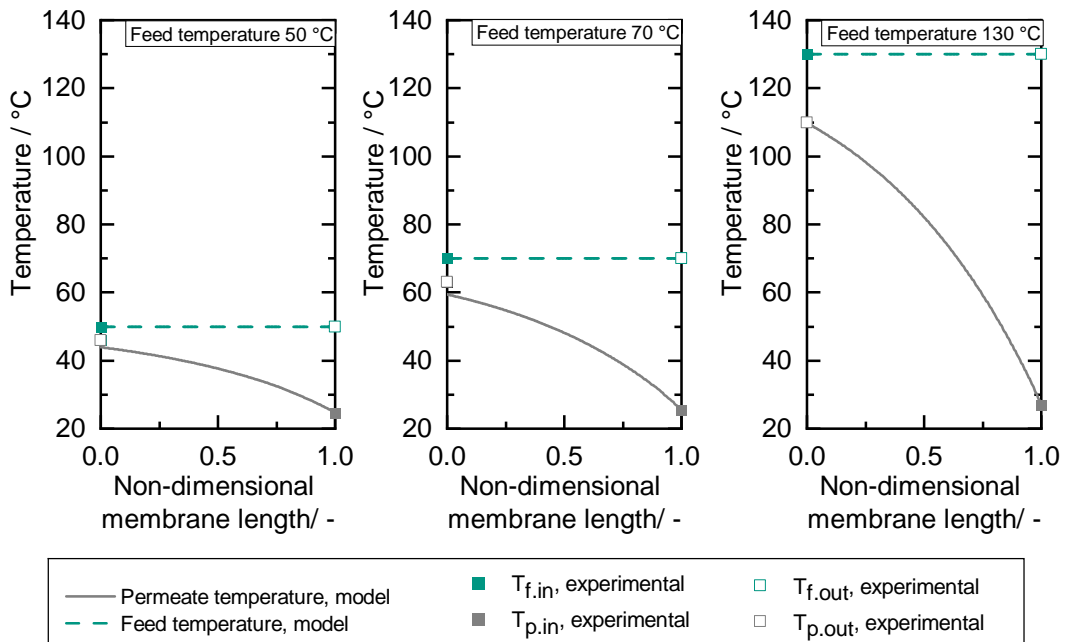 Feed temperature 50 °C
140
120
100
80
60
40
20
Temperature / °C
0.0 0.5 1.0
Non-dimensional
membrane length/ -
Feed temperature 70 °C
140
120
100
80
60
40
20
Temperature / °C
0.0 0.5 1.0
Non-dimensional
membrane length/ -
Feed temperature 130 °C
140
120
100
80
60
40
20
Temperature / °C
0.0 0.5 1.0
Non-dimensional
membrane length/ -
Permeate temperature, model
Feed temperature, model
Tf.in, experimental
Tp.in, experimental
Tf.out, experimental
Tp.out, experimental